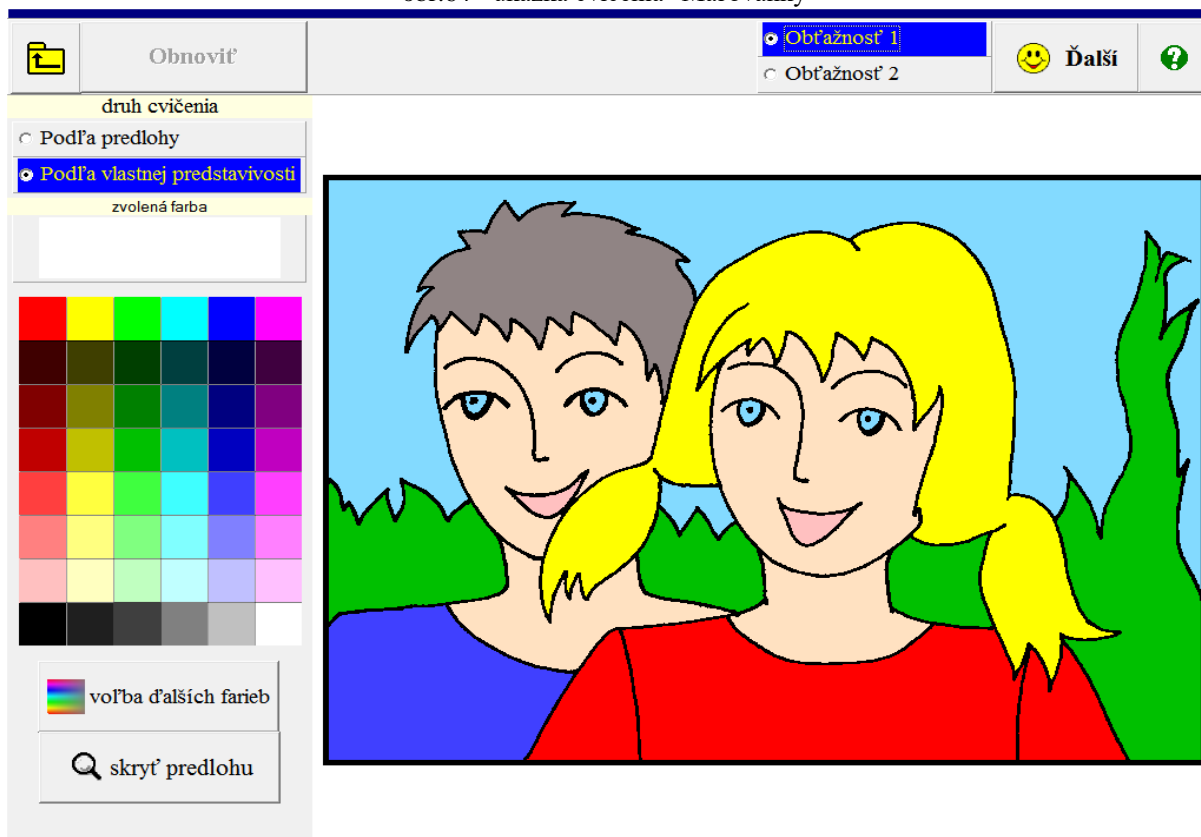 Obnoviť
Obťažnosť 1
Obťažnosť 2
Ďalší
?
druh cvičenia
Podľa predlohy
Podľa vlastnej predstavivosti
zvolená farba
voľba ďalších farieb
skryť predlohu